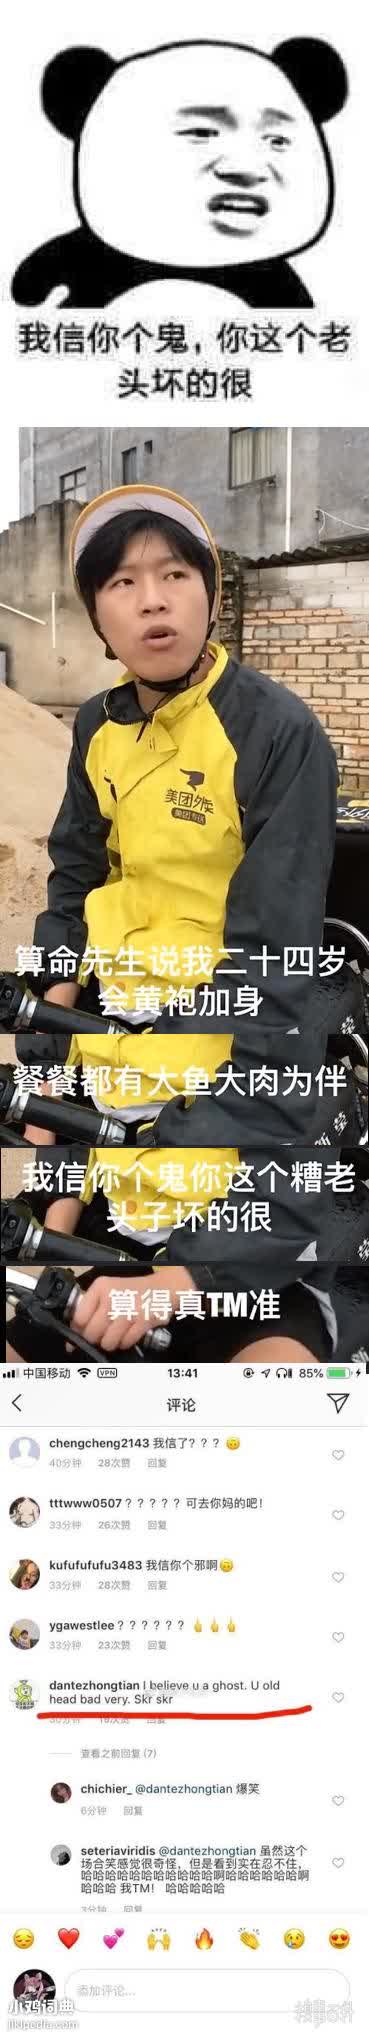 我信你个鬼，你这个老
头坏的很
美团外卖
美团专送
算命先生说我二十四岁
会黄袍加身
餐餐都有大鱼大肉为伴
我信你个鬼你这个糟老
头子坏的很
算得真TM准
中国移动 VPN 13:41 85%
评论
chengcheng2143 我信了？？？🙃
40分钟 28次赞 回复
tttwww0507？？？？？可去你妈的吧！
33分钟 26次赞 回复
kufufufufu3483 我信你个邪啊🙃
33分钟 28次赞 回复
ygawestlee？？？？？？🖕🖕🖕
33分钟 23次赞 回复
dantezhongtian I believe u a ghost. U old
head bad very. Skr skr
30分钟 19次赞 回复
查看之前回复 (7)
chichier_ @dantezhongtian 爆笑
6分钟 回复
seteriaviridis @dantezhongtian 虽然这个
场合笑感觉很奇怪，但是看到实在忍不住，
哈哈哈哈哈哈哈哈哈哈哈啊哈哈哈哈哈哈啊
哈哈哈 我TM！ 哈哈哈哈哈
3分钟 回复
添加评论...
小鸡词典
jikipedia.com